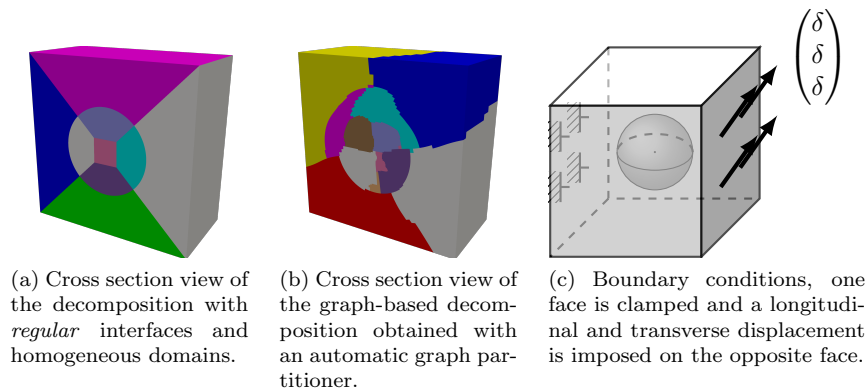 δ
δ
δ
(a) Cross section view of
the decomposition with
regular interfaces and
homogeneous domains.
(b) Cross section view of
the graph-based decom-
position obtained with
an automatic graph par-
titioner.
(c) Boundary conditions, one
face is clamped and a longitudi-
nal and transverse displacement
is imposed on the opposite face.